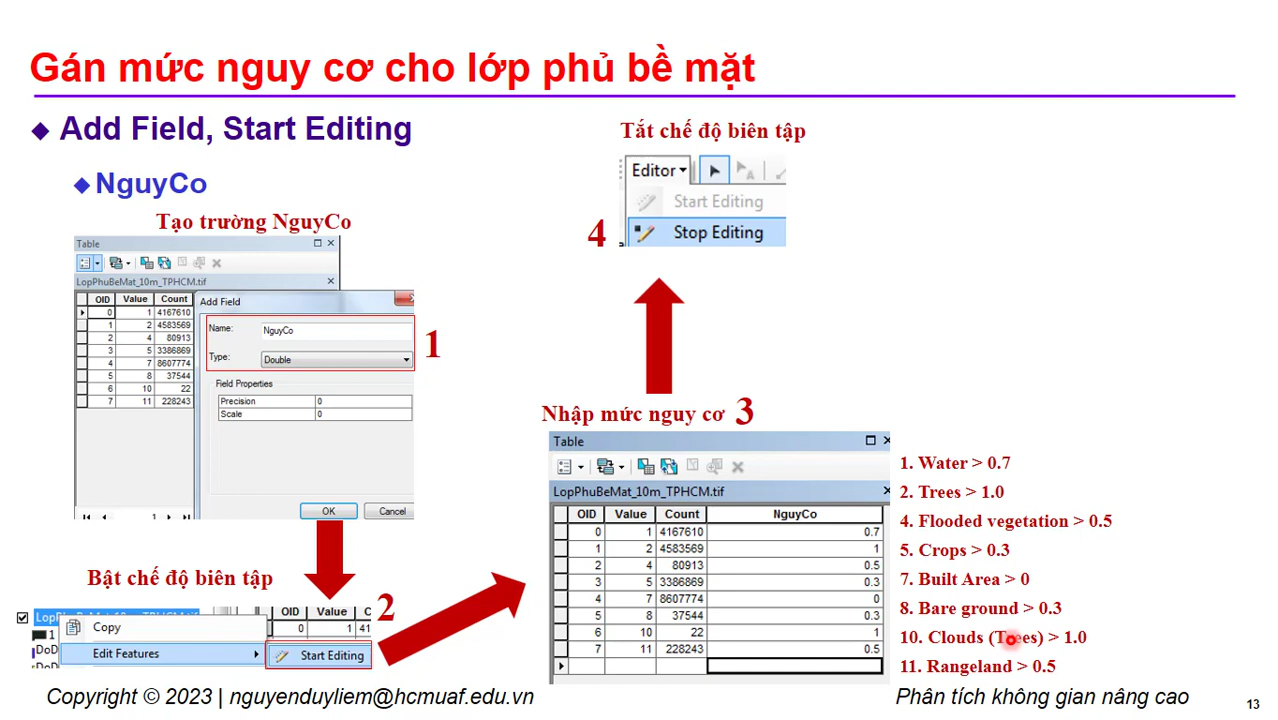 Gán mức nguy cơ cho lớp phủ bề mặt
Add Field, Start Editing
NguyCo
Tạo trường NguyCo
Table
LopPhuBeMat_10m_TPHCM.tif
OID Value Count
0 1 4167610
1 2 4583569
2 4 80913
3 5 3386869
4 7 8607774
5 8 37544
6 10 22
7 11 228243
1
Add Field
Name: NguyCo
Type: Double
Field Properties
Precision 0
Scale 0
OK Cancel
1
Bật chế độ biên tập
Copy
Edit Features
1
OID Value C
0 1 41
Start Editing
2
Nhập mức nguy cơ 3
Table
LopPhuBeMat_10m_TPHCM.tif
OID Value Count NguyCo
0 1 4167610 0.7
1 2 4583569 1
2 4 80913 0.5
3 5 3386869 0.3
4 7 8607774 0
5 8 37544 0.3
6 10 22 1
7 11 228243 0.5
Tắt chế độ biên tập
Editor
Start Editing
Stop Editing
4
1. Water > 0.7
2. Trees > 1.0
4. Flooded vegetation > 0.5
5. Crops > 0.3
7. Built Area > 0
8. Bare ground > 0.3
10. Clouds (Trees) > 1.0
11. Rangeland > 0.5
Copyright © 2023 | nguyenduyliem@hcmuaf.edu.vn
Phân tích không gian nâng cao
13